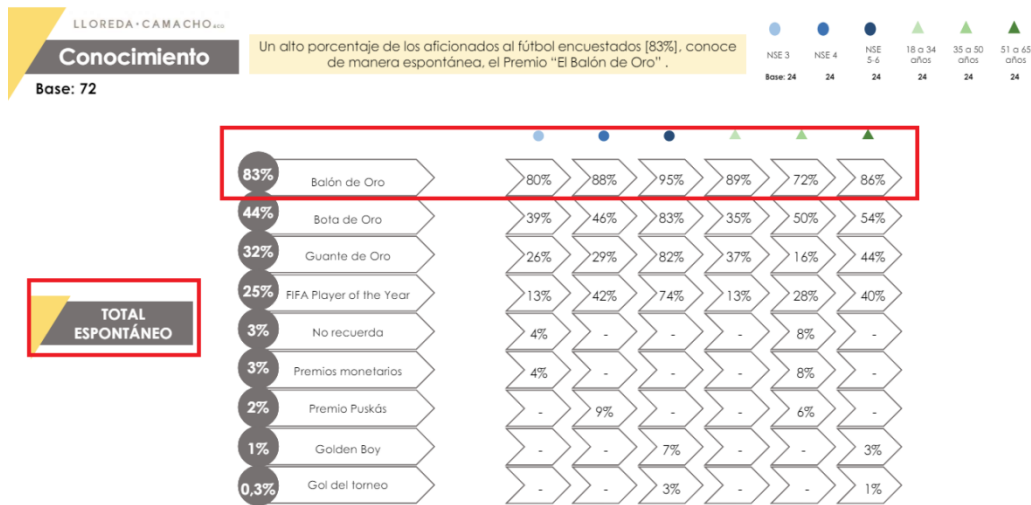 LLOREDA·CAMACHO &CO
Conocimiento
Base: 72
Un alto porcentaje de los aficionados al fútbol encuestados [83%], conoce
de manera espontánea, el Premio “El Balón de Oro” .
NSE 3 NSE 4 NSE 5-6 18 a 34 años 35 a 50 años 51 a 65 años
Base: 24 24 24 24 24 24
83% Balón de Oro 80% 88% 95% 89% 72% 86%
44% Bota de Oro 39% 46% 83% 35% 50% 54%
32% Guante de Oro 26% 29% 82% 37% 16% 44%
25% FIFA Player of the Year 13% 42% 74% 13% 28% 40%
TOTAL
ESPONTÁNEO
3% No recuerda 4% - - - 8% -
3% Premios monetarios 4% - - - 8% -
2% Premio Puskás - 9% - - 6% -
1% Golden Boy - - 7% - - 3%
0,3% Gol del torneo - - 3% - - 1%